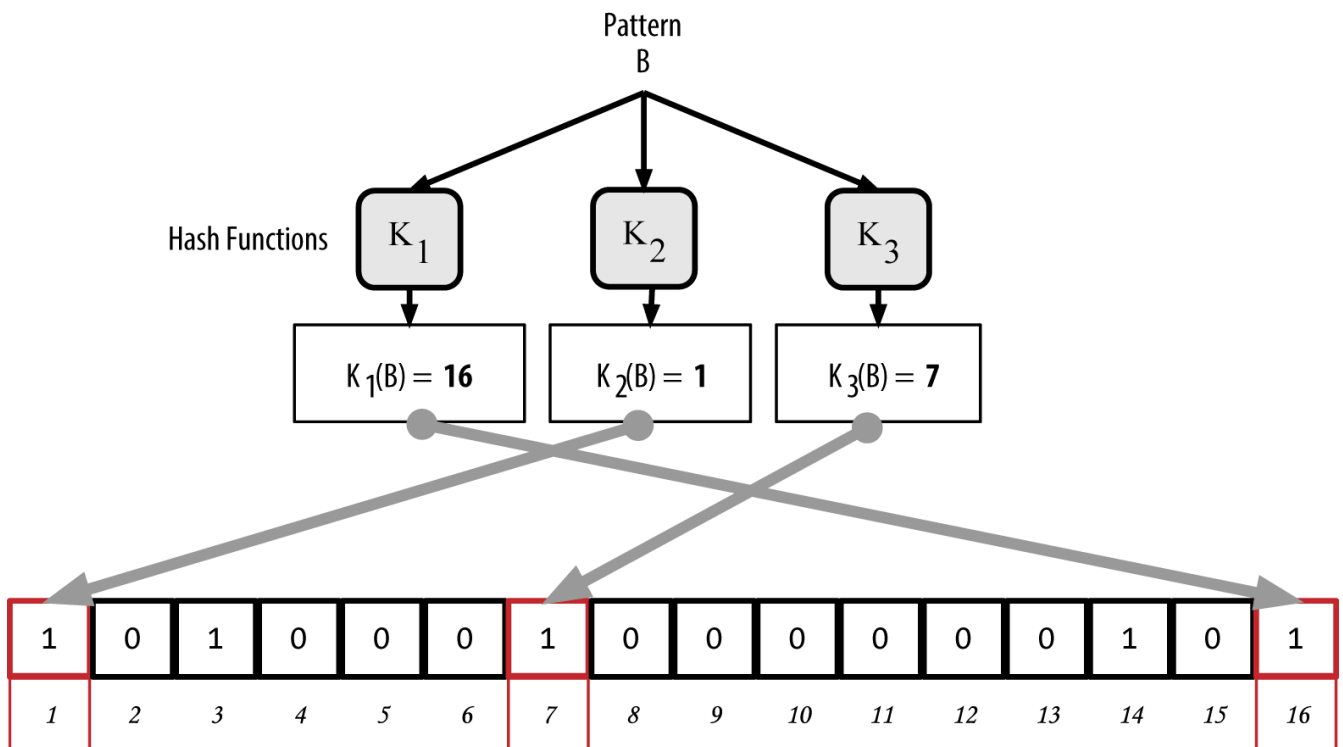 Pattern
B
Hash Functions
K1 K2 K3
K1(B) = 16 K2(B) = 1 K3(B) = 7
1 0 1 0 0 0 1 0 0 0 0 0 0 1 0 1
1 2 3 4 5 6 7 8 9 10 11 12 13 14 15 16